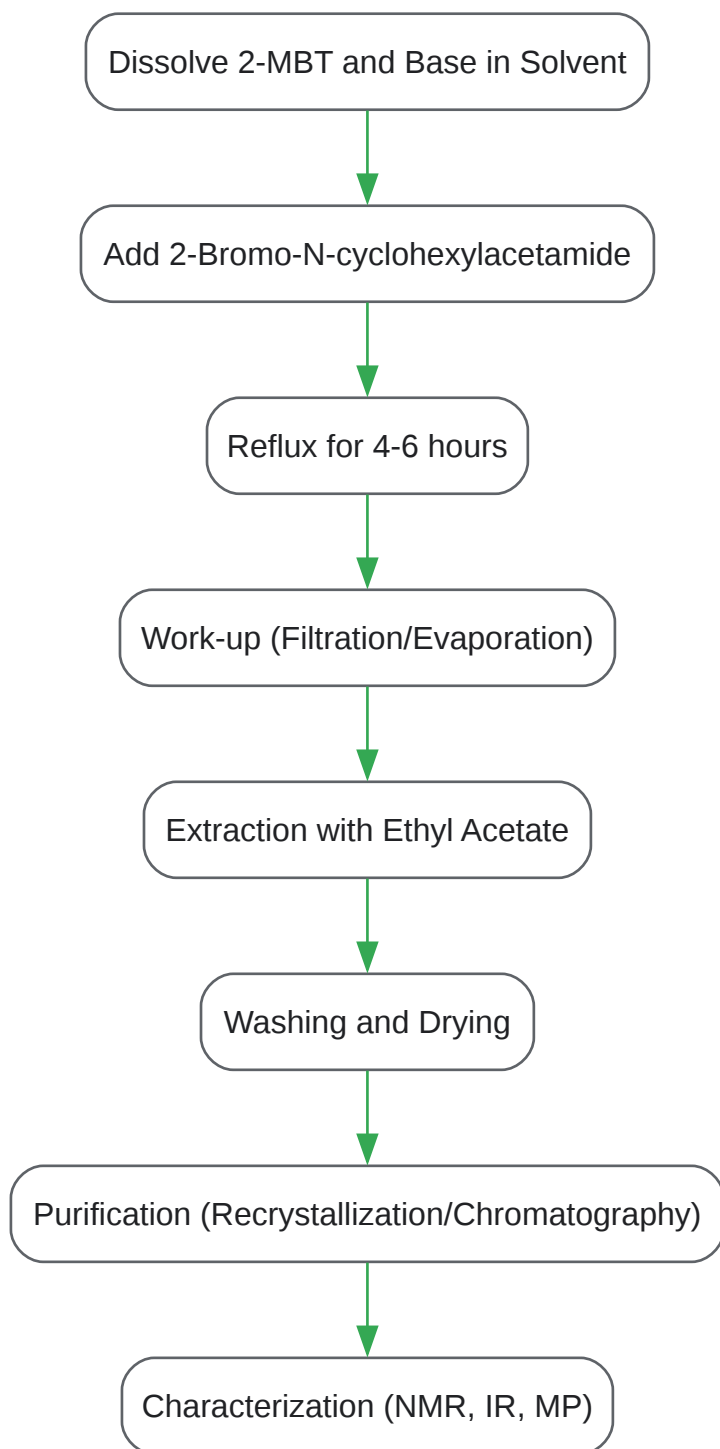 Dissolve 2-MBT and Base in Solvent
Add 2-Bromo-N-cyclohexylacetamide
Reflux for 4-6 hours
Work-up (Filtration/Evaporation)
Extraction with Ethyl Acetate
Washing and Drying
Purification (Recrystallization/Chromatography)
Characterization (NMR, IR, MP)